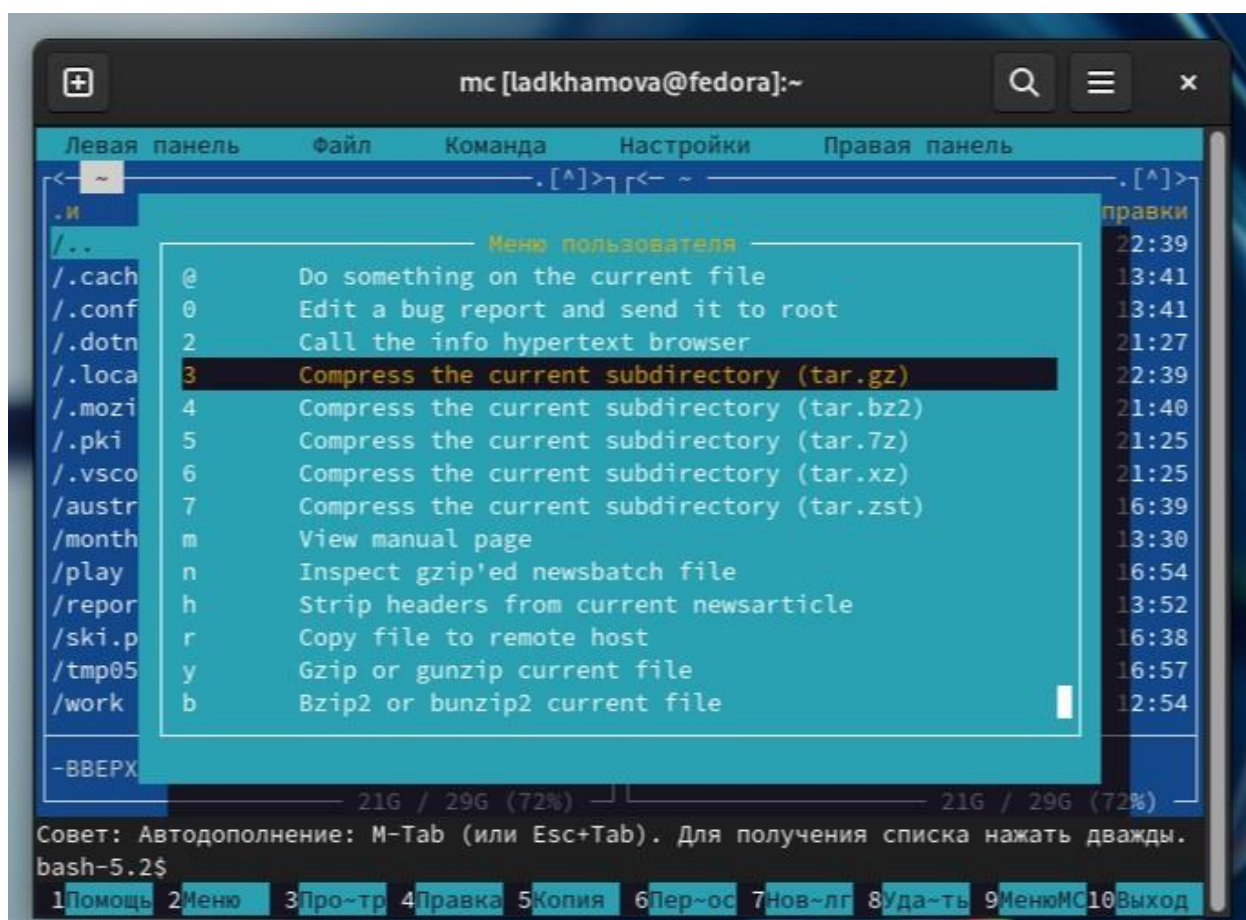 mc [ladkhamova@fedora]:~
Левая панель Файл Команда Настройки Правая панель
<─ ~ ─.[^]>┐┌<─ ~ ─.[^]>┐
.и правки
/.. 22:39
Меню пользователя
/.cach @ Do something on the current file 13:41
/.conf 0 Edit a bug report and send it to root 13:41
/.dotn 2 Call the info hypertext browser 21:27
/.loca 3 Compress the current subdirectory (tar.gz) 22:39
/.mozi 4 Compress the current subdirectory (tar.bz2) 21:40
/.pki 5 Compress the current subdirectory (tar.7z) 21:25
/.vsco 6 Compress the current subdirectory (tar.xz) 21:25
/austr 7 Compress the current subdirectory (tar.zst) 16:39
/month m View manual page 13:30
/play n Inspect gzip'ed newsbatch file 16:54
/repor h Strip headers from current newsarticle 13:52
/ski.p r Copy file to remote host 16:38
/tmp05 y Gzip or gunzip current file 16:57
/work b Bzip2 or bunzip2 current file 12:54
-ВВЕРХ
21G / 29G (72%) 21G / 29G (72%)
Совет: Автодополнение: M-Tab (или Esc+Tab). Для получения списка нажать дважды.
bash-5.2$
1Помощь 2Меню 3Про~тр 4Правка 5Копия 6Пер~ос 7Нов~лг 8Уда~ть 9МенюMC10Выход